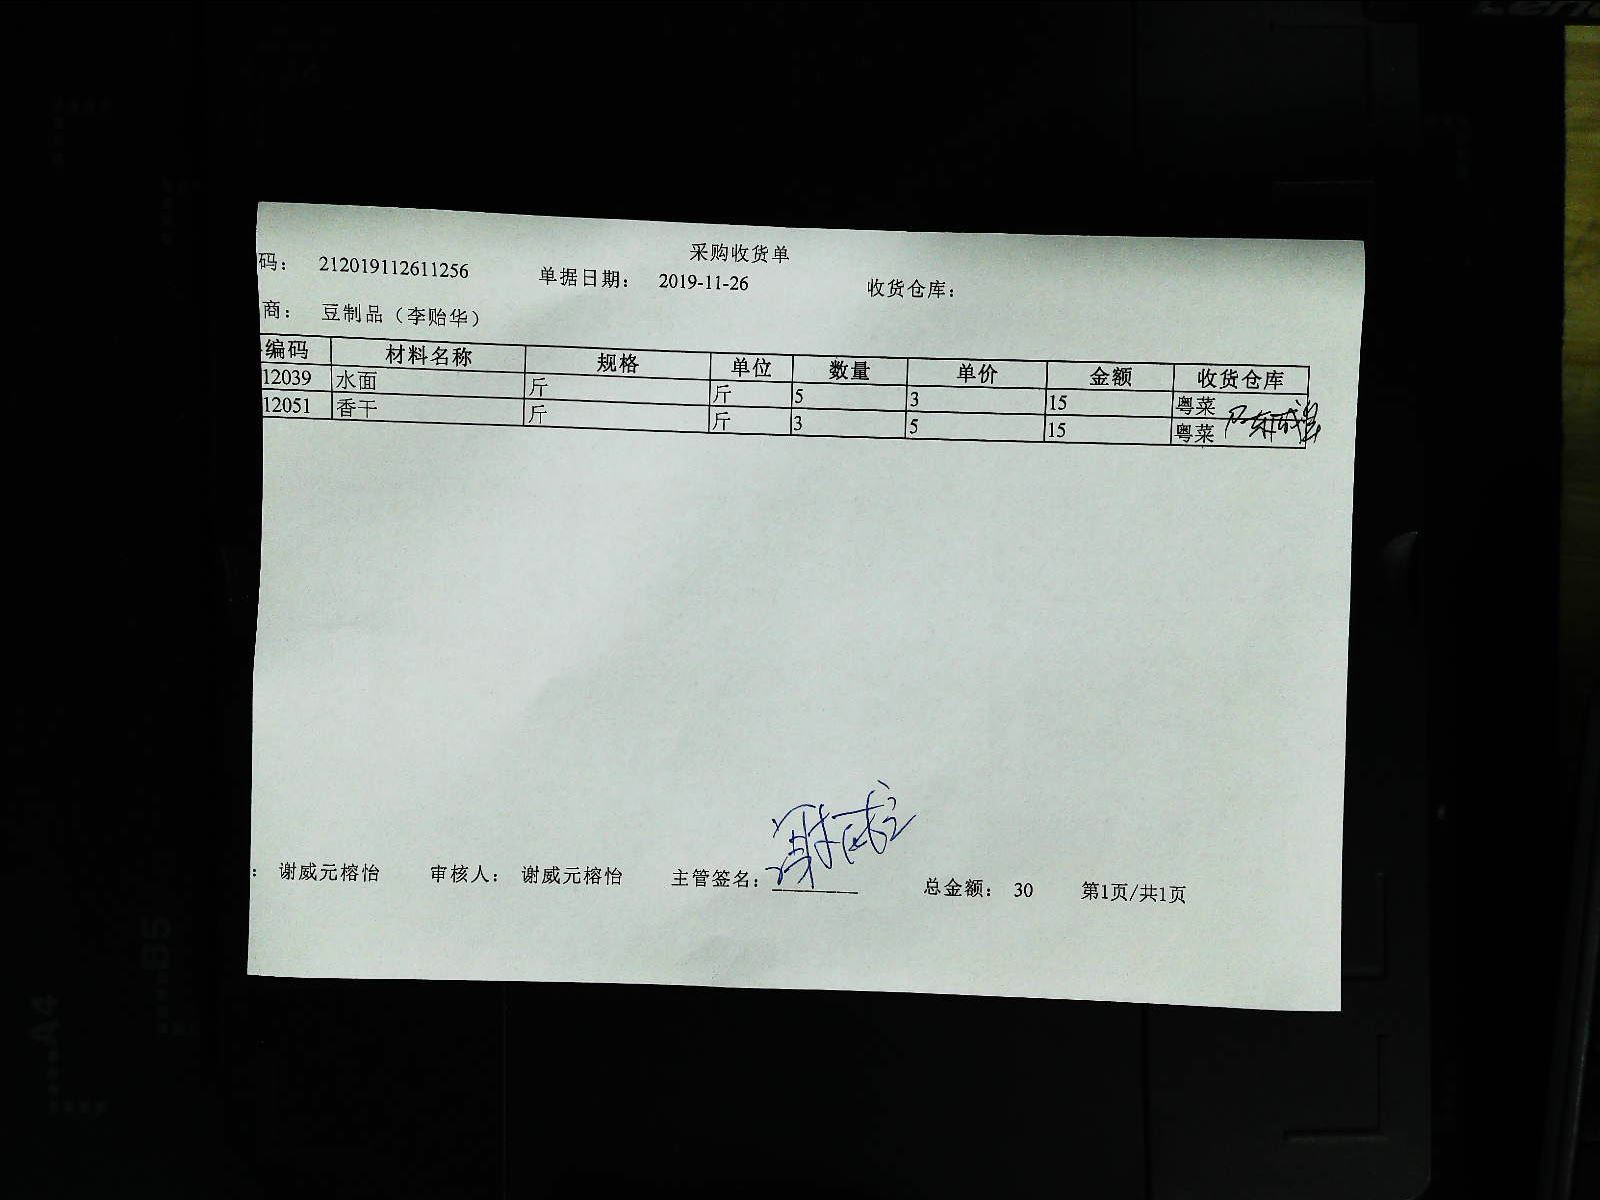 采购收货单
码： 212019112611256 单据日期： 2019-11-26 收货仓库：
商： 豆制品（李贻华）
编码 材料名称 规格 单位 数量 单价 金额 收货仓库
12039 水面 斤 斤 5 3 15 粤菜
12051 香干 斤 斤 3 5 15 粤菜
： 谢威元榕怡 审核人： 谢威元榕怡 主管签名： 总金额： 30 第1页/共1页
B5
A4